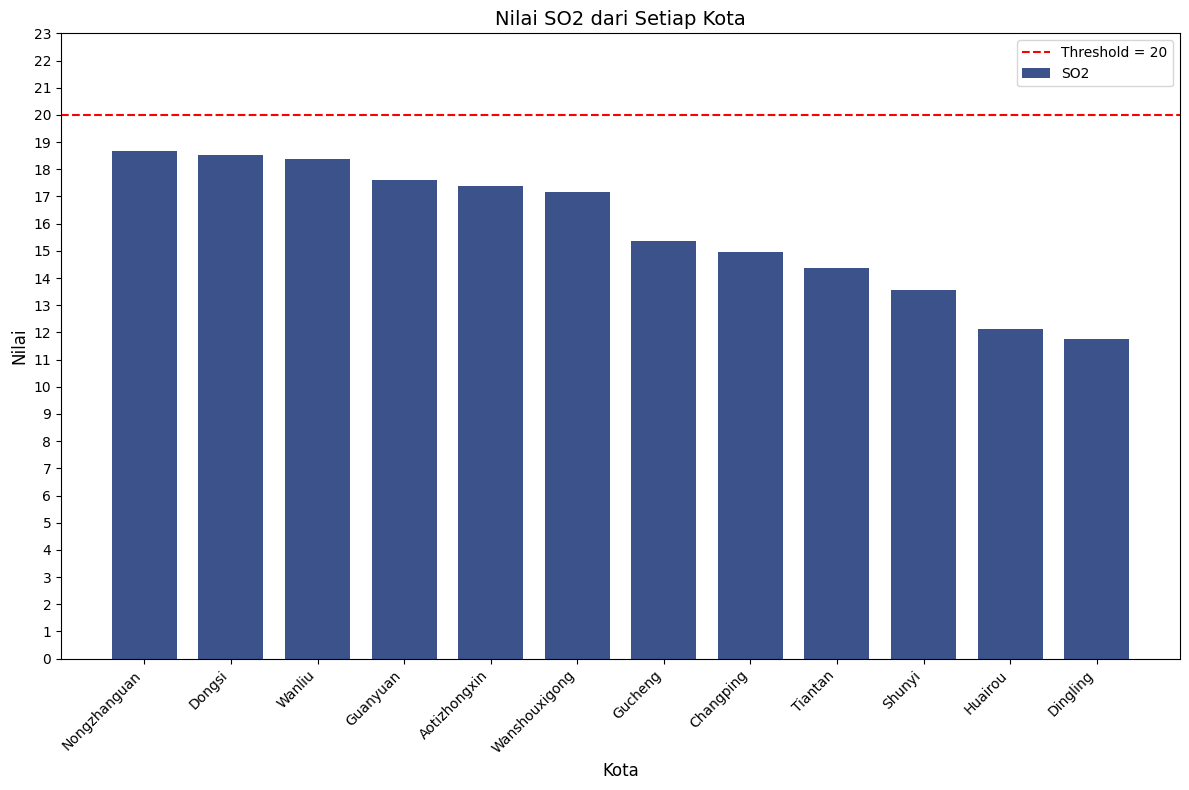 Nilai SO2 dari Setiap Kota
Threshold = 20
SO2
Nilai
23
22
21
20
19
18
17
16
15
14
13
12
11
10
9
8
7
6
5
4
3
2
1
0
Nongzhanguan
Dongsi
Wanliu
Guanyuan
Aotizhongxin
Wanshouxigong
Gucheng
Changping
Tiantan
Shunyi
Huairou
Dingling
Kota